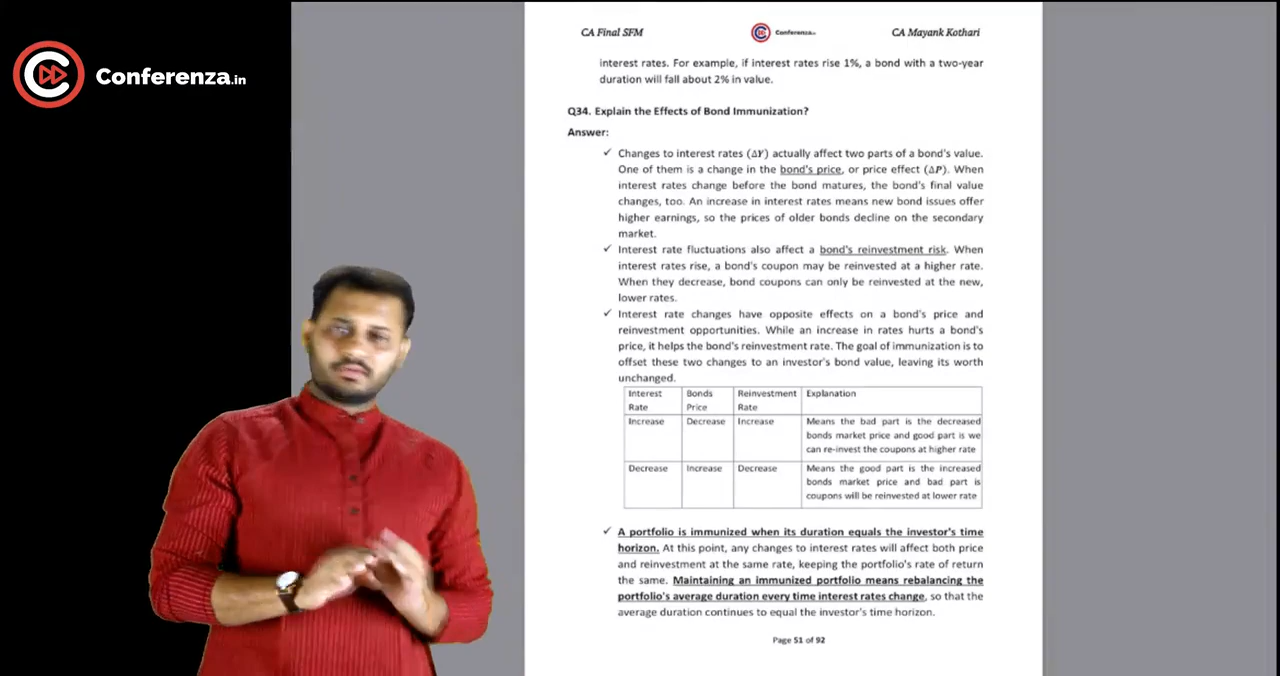 Conferenza.in
CA Final SFM
Conferenza.in
CA Mayank Kothari
interest rates. For example, if interest rates rise 1%, a bond with a two-year
duration will fall about 2% in value.
Q34. Explain the Effects of Bond Immunization?
Answer:
✓ Changes to interest rates (ΔY) actually affect two parts of a bond's value.
One of them is a change in the bond's price, or price effect (ΔP). When
interest rates change before the bond matures, the bond's final value
changes, too. An increase in interest rates means new bond issues offer
higher earnings, so the prices of older bonds decline on the secondary
market.
✓ Interest rate fluctuations also affect a bond's reinvestment risk. When
interest rates rise, a bond's coupon may be reinvested at a higher rate.
When they decrease, bond coupons can only be reinvested at the new,
lower rates.
✓ Interest rate changes have opposite effects on a bond's price and
reinvestment opportunities. While an increase in rates hurts a bond's
price, it helps the bond's reinvestment rate. The goal of immunization is to
offset these two changes to an investor's bond value, leaving its worth
unchanged.
Interest Rate
Bonds Price
Reinvestment Rate
Explanation
Increase
Decrease
Increase
Means the bad part is the decreased
bonds market price and good part is we
can re-invest the coupons at higher rate
Decrease
Increase
Decrease
Means the good part is the increased
bonds market price and bad part is
coupons will be reinvested at lower rate
✓ A portfolio is immunized when its duration equals the investor's time
horizon. At this point, any changes to interest rates will affect both price
and reinvestment at the same rate, keeping the portfolio's rate of return
the same. Maintaining an immunized portfolio means rebalancing the
portfolio's average duration every time interest rates change, so that the
average duration continues to equal the investor's time horizon.
Page 51 of 92